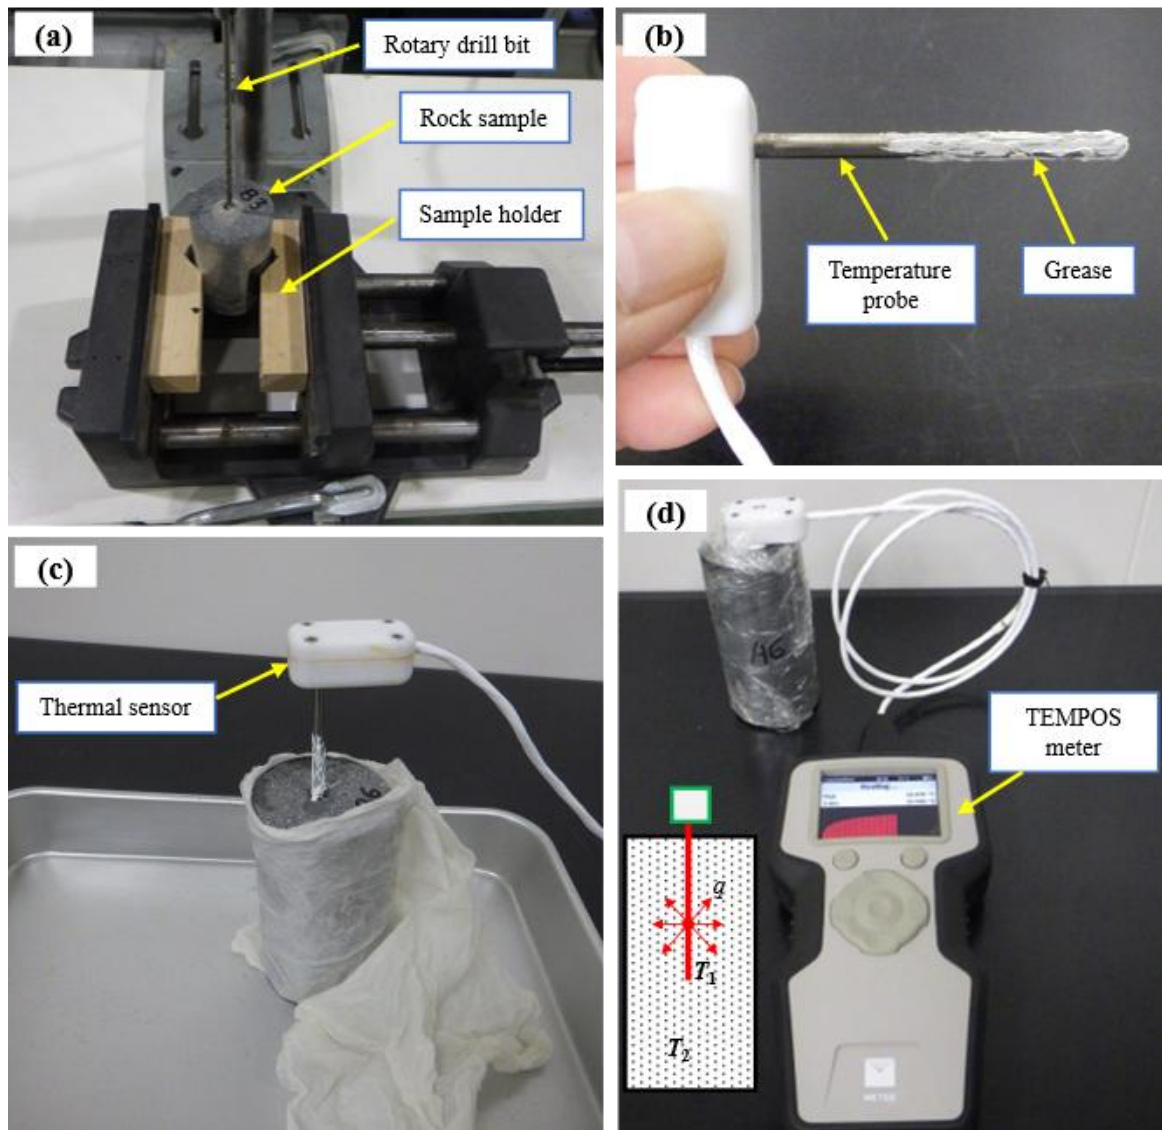 (a)
Rotary drill bit
Rock sample
Sample holder
B3
(b)
Temperature
probe
Grease
(c)
Thermal sensor
(d)
A6
TEMPOS
meter
q
T1
T2
METER